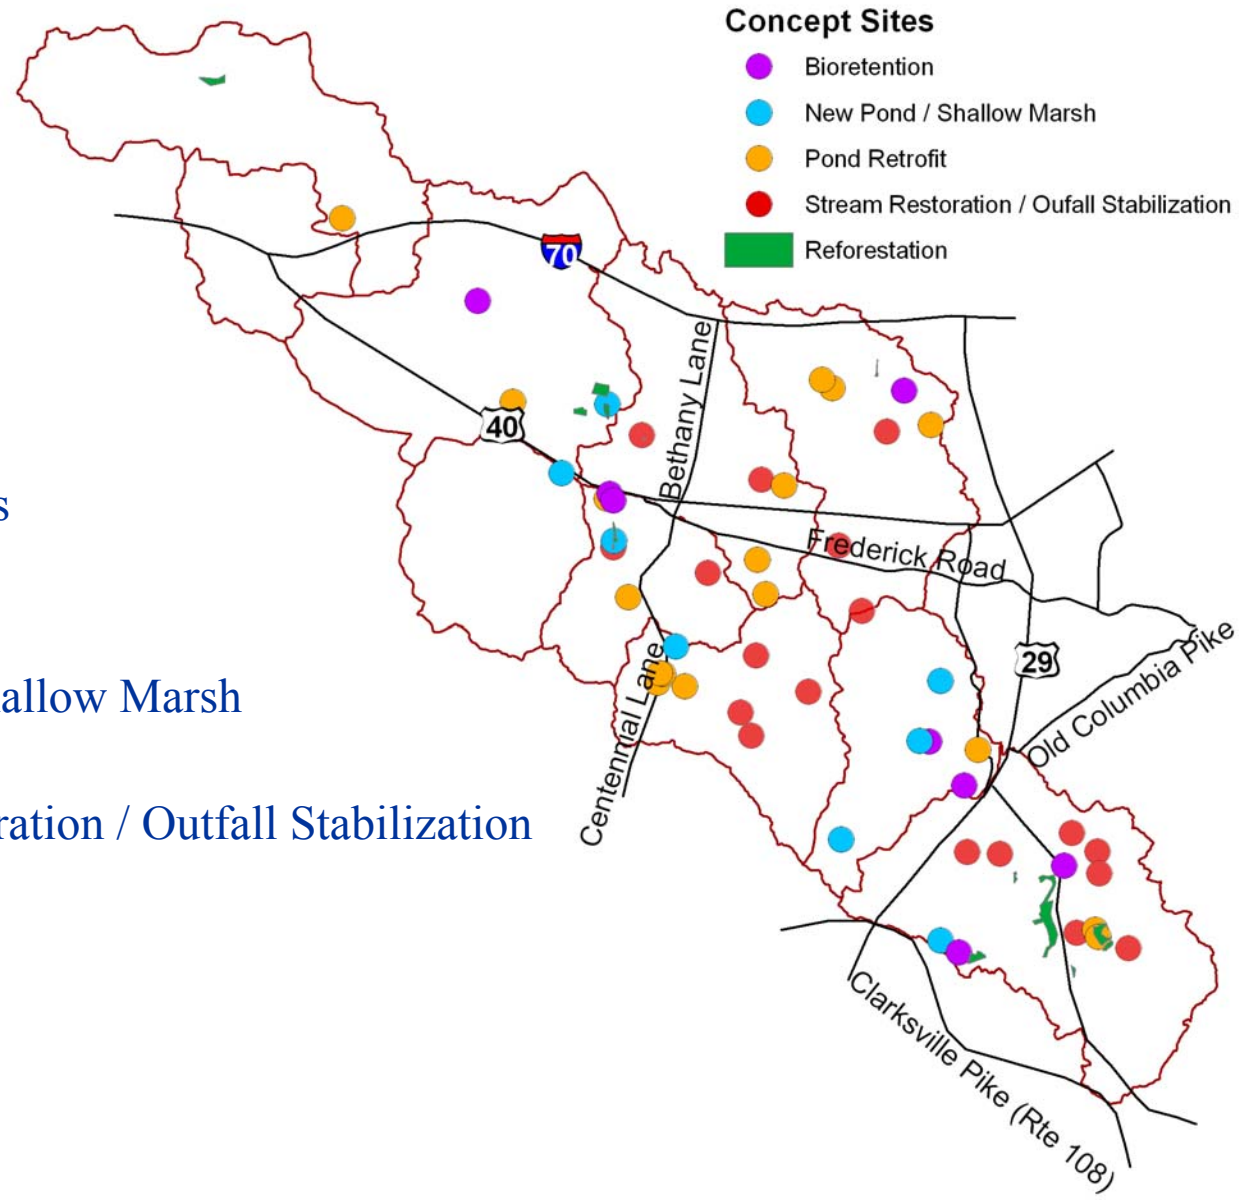 Concept Sites
Bioretention
New Pond / Shallow Marsh
Pond Retrofit
Stream Restoration / Oufall Stabilization
Reforestation
70
Bethany Lane
40
s
Frederick Road
29
Old Columbia Pike
Centennial Lane
allow Marsh
ration / Outfall Stabilization
Clarksville Pike (Rte 108)